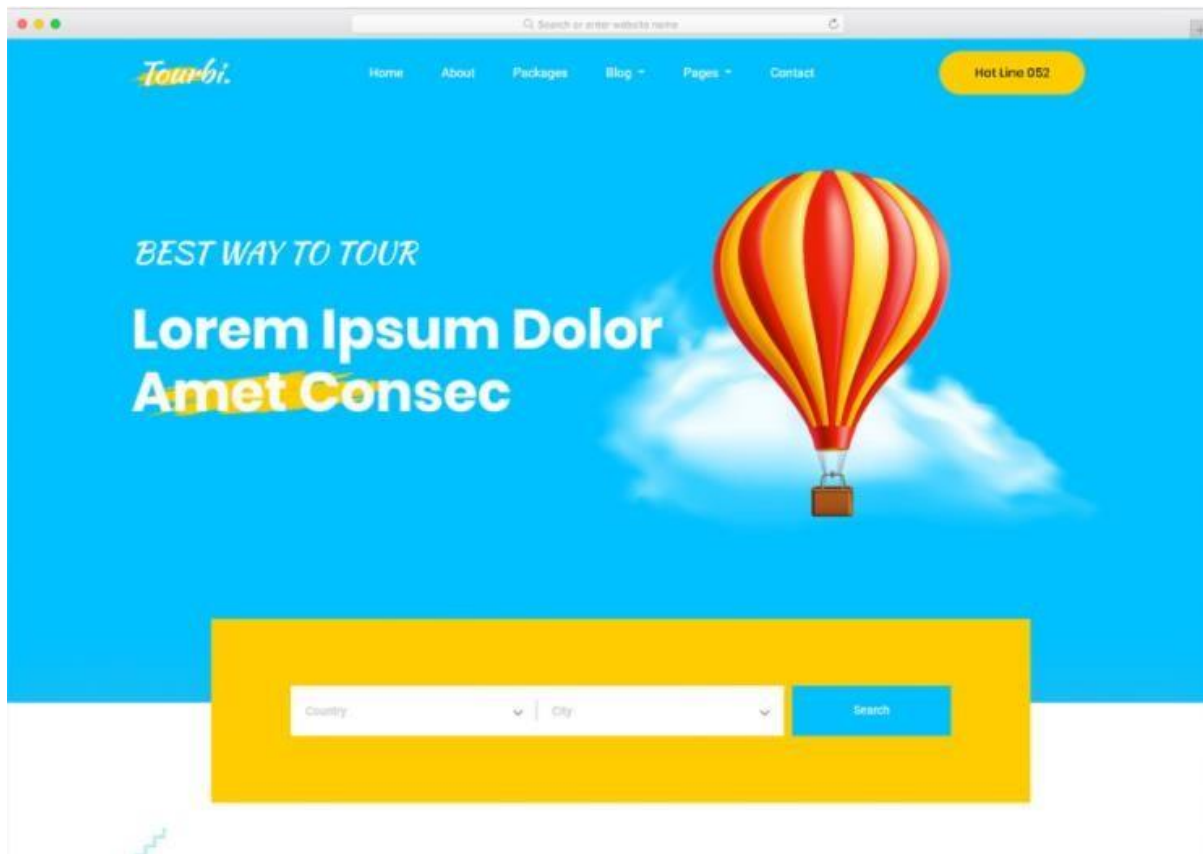 Search or enter website name
Tourbi.
Home About Packages Blog Pages Contact
Hot Line 052
BEST WAY TO TOUR
Lorem Ipsum Dolor
Amet Consec
Country City Search